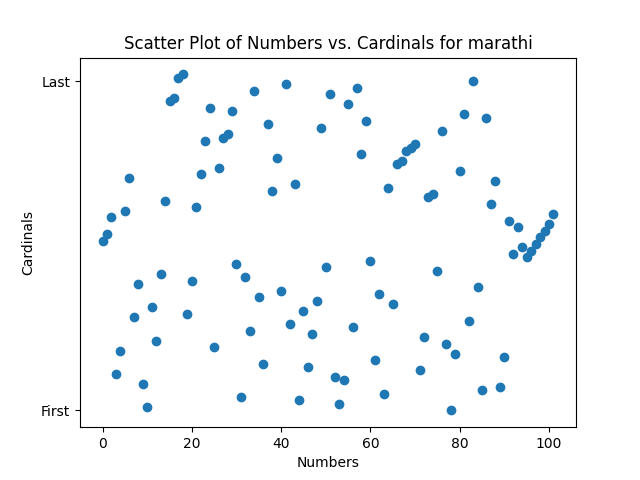 Scatter Plot of Numbers vs. Cardinals for marathi
Last
Cardinals
First
0 20 40 60 80 100
Numbers